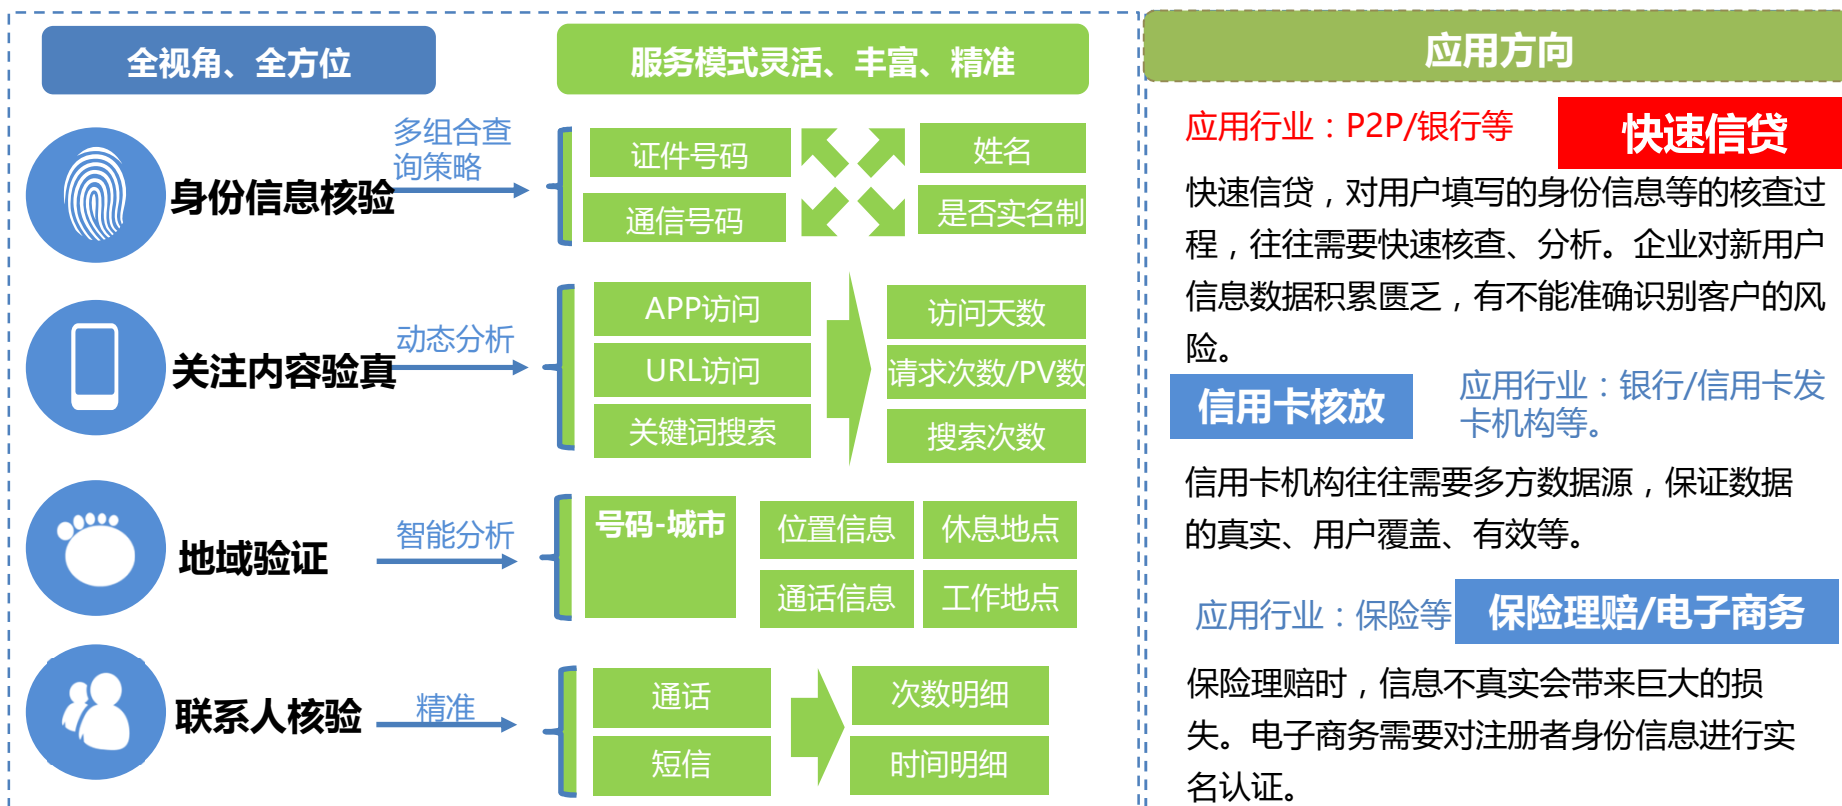 全视角、全方位
服务模式灵活、丰富、精准
身份信息核验
多组合查
询策略
证件号码
姓名
通信号码
是否实名制
关注内容验真
动态分析
APP访问
URL访问
关键词搜索
访问天数
请求次数/PV数
搜索次数
地域验证
智能分析
号码-城市
位置信息
休息地点
通话信息
工作地点
联系人核验
精准
通话
短信
次数明细
时间明细
应用方向
应用行业：P2P/银行等
快速信贷
快速信贷，对用户填写的身份信息等的核查过
程，往往需要快速核查、分析。企业对新用户
信息数据积累匮乏，有不能准确识别客户的风
险。
信用卡核放
应用行业：银行/信用卡发
卡机构等。
信用卡机构往往需要多方数据源，保证数据
的真实、用户覆盖、有效等。
应用行业：保险等
保险理赔/电子商务
保险理赔时，信息不真实会带来巨大的损
失。电子商务需要对注册者身份信息进行实
名认证。